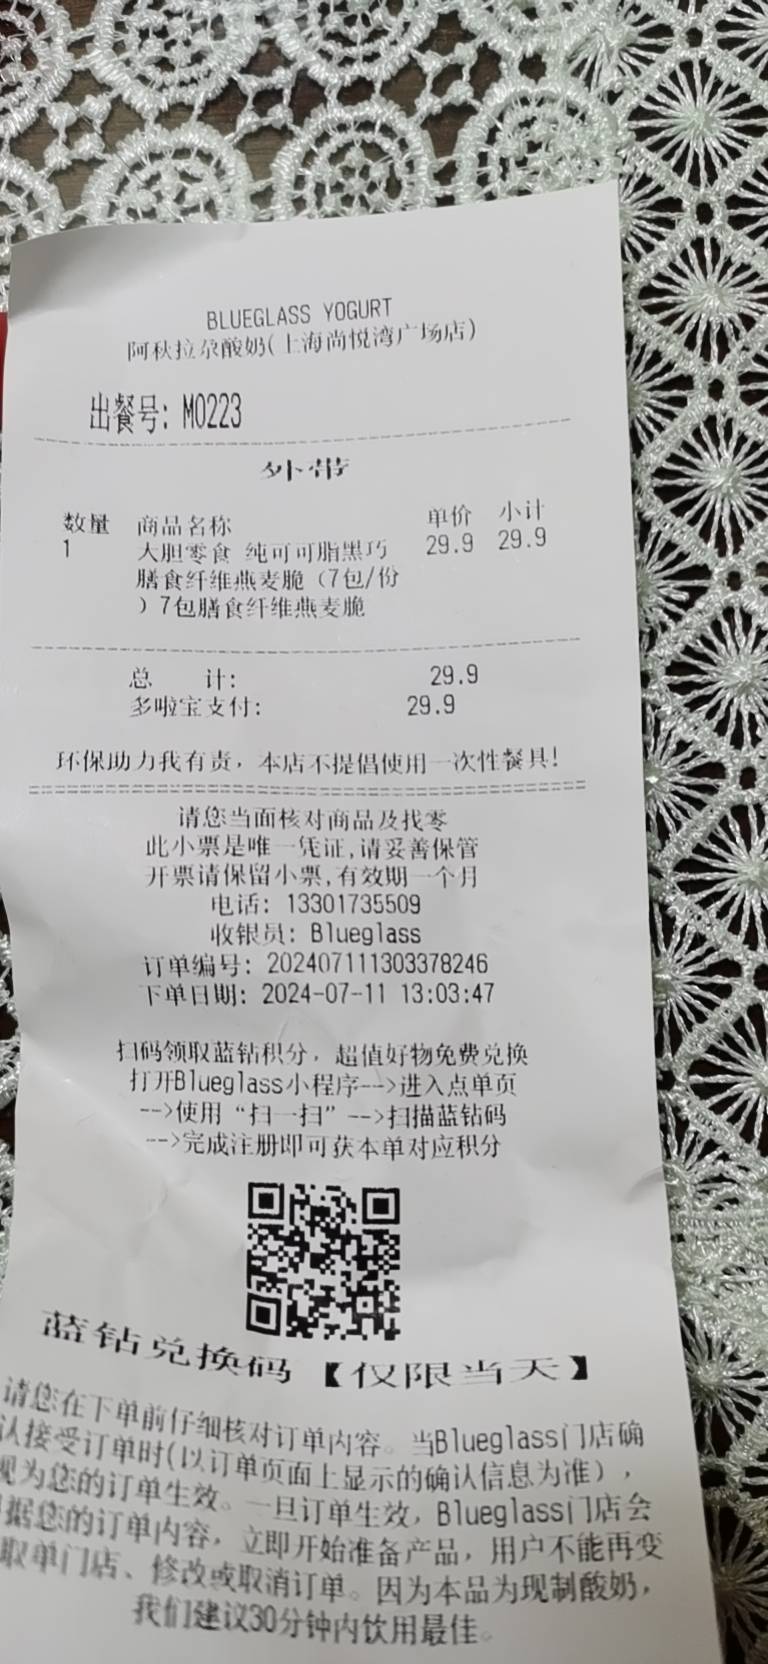 BLUEGLASS YOGURT
阿秋拉尕酸奶(上海尚悦湾广场店)
出餐号: M0223
外带
数量 商品名称 单价 小计
1 大胆零食 纯可可脂黑巧 29.9 29.9
膳食纤维燕麦脆（7包/份
）7包膳食纤维燕麦脆
总 计: 29.9
多啦宝支付: 29.9
环保助力我有责，本店不提倡使用一次性餐具!
请您当面核对商品及找零
此小票是唯一凭证,请妥善保管
开票请保留小票,有效期一个月
电话: 13301735509
收银员: Blueglass
订单编号: 202407111303378246
下单日期: 2024-07-11 13:03:47
扫码领取蓝钻积分，超值好物免费兑换
打开Blueglass小程序-->进入点单页
-->使用“扫一扫”-->扫描蓝钻码
-->完成注册即可获本单对应积分
蓝钻兑换码【仅限当天】
请您在下单前仔细核对订单内容。当Blueglass门店确
认接受订单时(以订单页面上显示的确认信息为准)，
视为您的订单生效。一旦订单生效，Blueglass门店会
据您的订单内容，立即开始准备产品，用户不能再变
取单门店、修改或取消订单。因为本品为现制酸奶，
我们建议30分钟内饮用最佳。